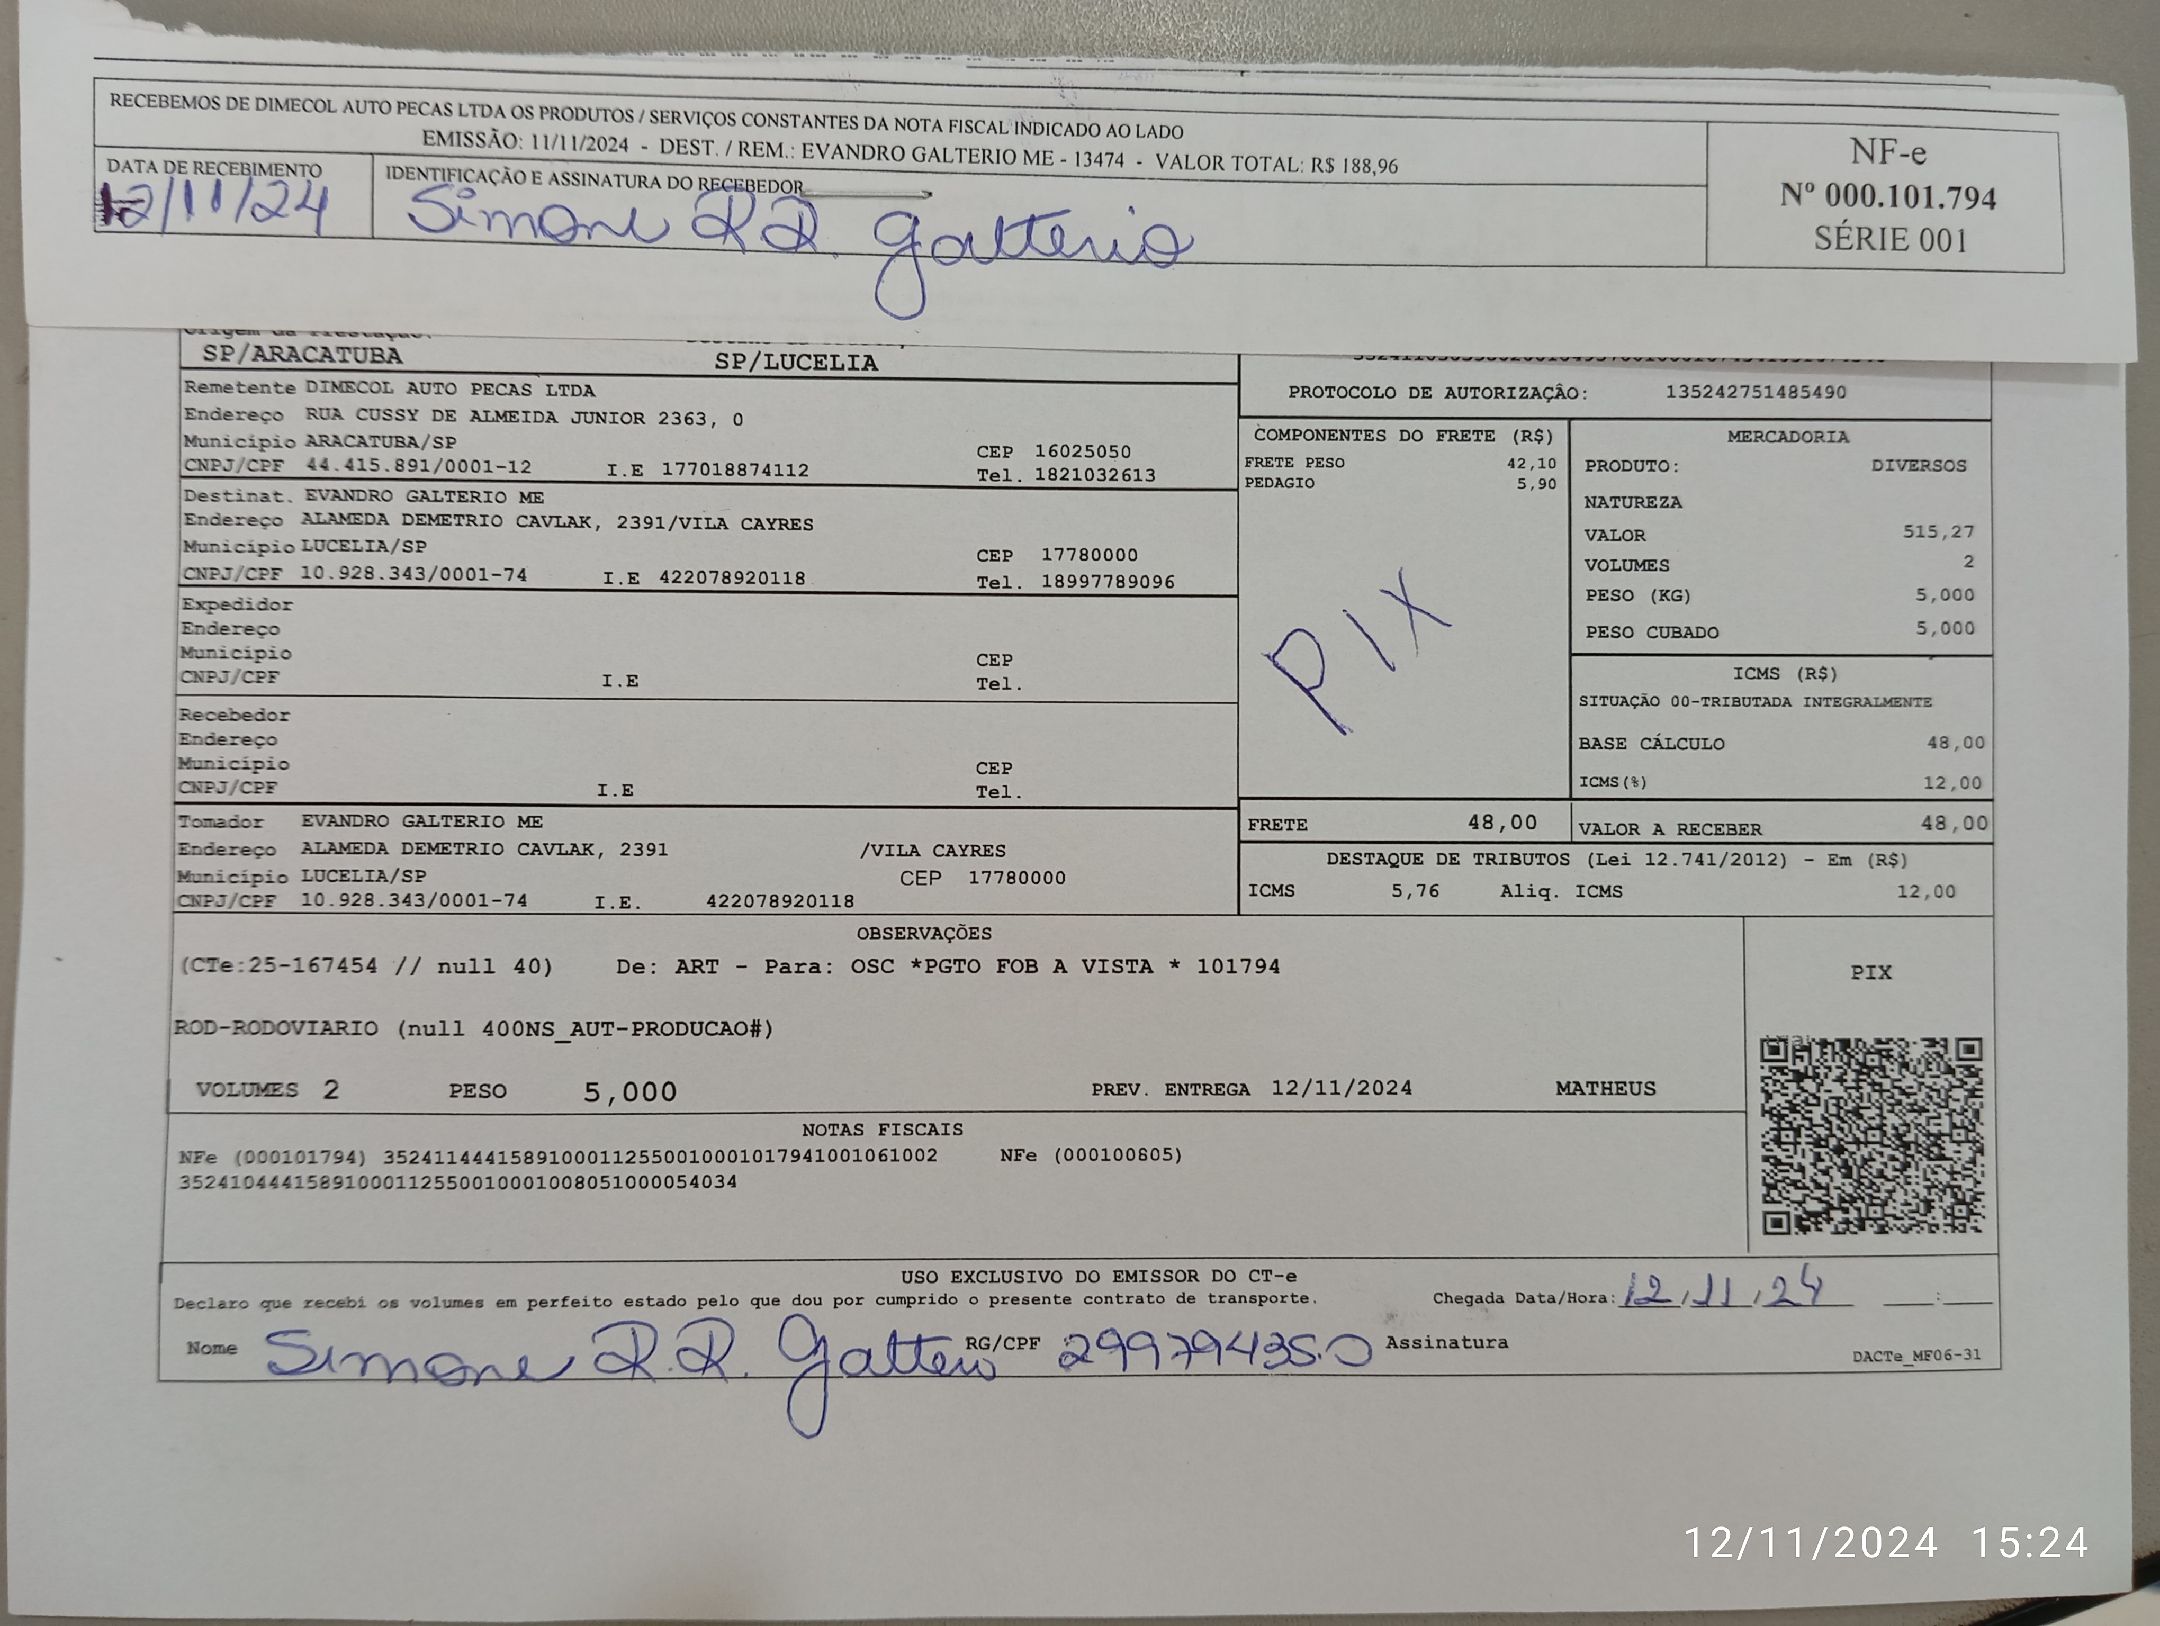 RECEBEMOS DE DIMECOL AUTO PECAS LTDA OS PRODUTOS / SERVIÇOS CONSTANTES DA NOTA FISCAL INDICADO AO LADO
EMISSÃO: 11/11/2024 - DEST. / REM.: EVANDRO GALTERIO ME - 13474 - VALOR TOTAL: R$ 188,96
DATA DE RECEBIMENTO
12/11/24
IDENTIFICAÇÃO E ASSINATURA DO RECEBEDOR
Simone R.R. Galterio
NF-e
Nº 000.101.794
SÉRIE 001
SP/ARACATUBA SP/LUCELIA
Remetente DIMECOL AUTO PECAS LTDA
Endereço RUA CUSSY DE ALMEIDA JUNIOR 2363, 0
Município ARACATUBA/SP CEP 16025050
CNPJ/CPF 44.415.891/0001-12 I.E 177018874112 Tel. 1821032613
Destinat. EVANDRO GALTERIO ME
Endereço ALAMEDA DEMETRIO CAVLAK, 2391/VILA CAYRES
Município LUCELIA/SP CEP 17780000
CNPJ/CPF 10.928.343/0001-74 I.E 422078920118 Tel. 18997789096
Expedidor
Endereço
Município CEP
CNPJ/CPF I.E Tel.
Recebedor
Endereço
Município CEP
CNPJ/CPF I.E Tel.
Tomador EVANDRO GALTERIO ME
Endereço ALAMEDA DEMETRIO CAVLAK, 2391 /VILA CAYRES
Município LUCELIA/SP CEP 17780000
CNPJ/CPF 10.928.343/0001-74 I.E. 422078920118
PROTOCOLO DE AUTORIZAÇÂO: 135242751485490
COMPONENTES DO FRETE (R$)
FRETE PESO 42,10
PEDAGIO 5,90
PIX
MERCADORIA
PRODUTO: DIVERSOS
NATUREZA
VALOR 515,27
VOLUMES 2
PESO (KG) 5,000
PESO CUBADO 5,000
ICMS (R$)
SITUAÇÃO 00-TRIBUTADA INTEGRALMENTE
BASE CÁLCULO 48,00
ICMS(%) 12,00
FRETE 48,00 VALOR A RECEBER 48,00
DESTAQUE DE TRIBUTOS (Lei 12.741/2012) - Em (R$)
ICMS 5,76 Aliq. ICMS 12,00
OBSERVAÇÕES
(CTe:25-167454 // null 40) De: ART - Para: OSC *PGTO FOB A VISTA * 101794
ROD-RODOVIARIO (null 400NS_AUT-PRODUCAO#)
VOLUMES 2 PESO 5,000 PREV. ENTREGA 12/11/2024 MATHEUS
PIX
NOTAS FISCAIS
NFe (000101794) 35241144415891000112550010001017941001061002 NFe (000100805)
35241044415891000112550010001008051000054034
USO EXCLUSIVO DO EMISSOR DO CT-e
Declaro que recebi os volumes em perfeito estado pelo que dou por cumprido o presente contrato de transporte. Chegada Data/Hora: 12/11/24 __:__
Nome Simone R.R. Galterio RG/CPF 29979435.0 Assinatura
DACTe_MF06-31
12/11/2024 15:24